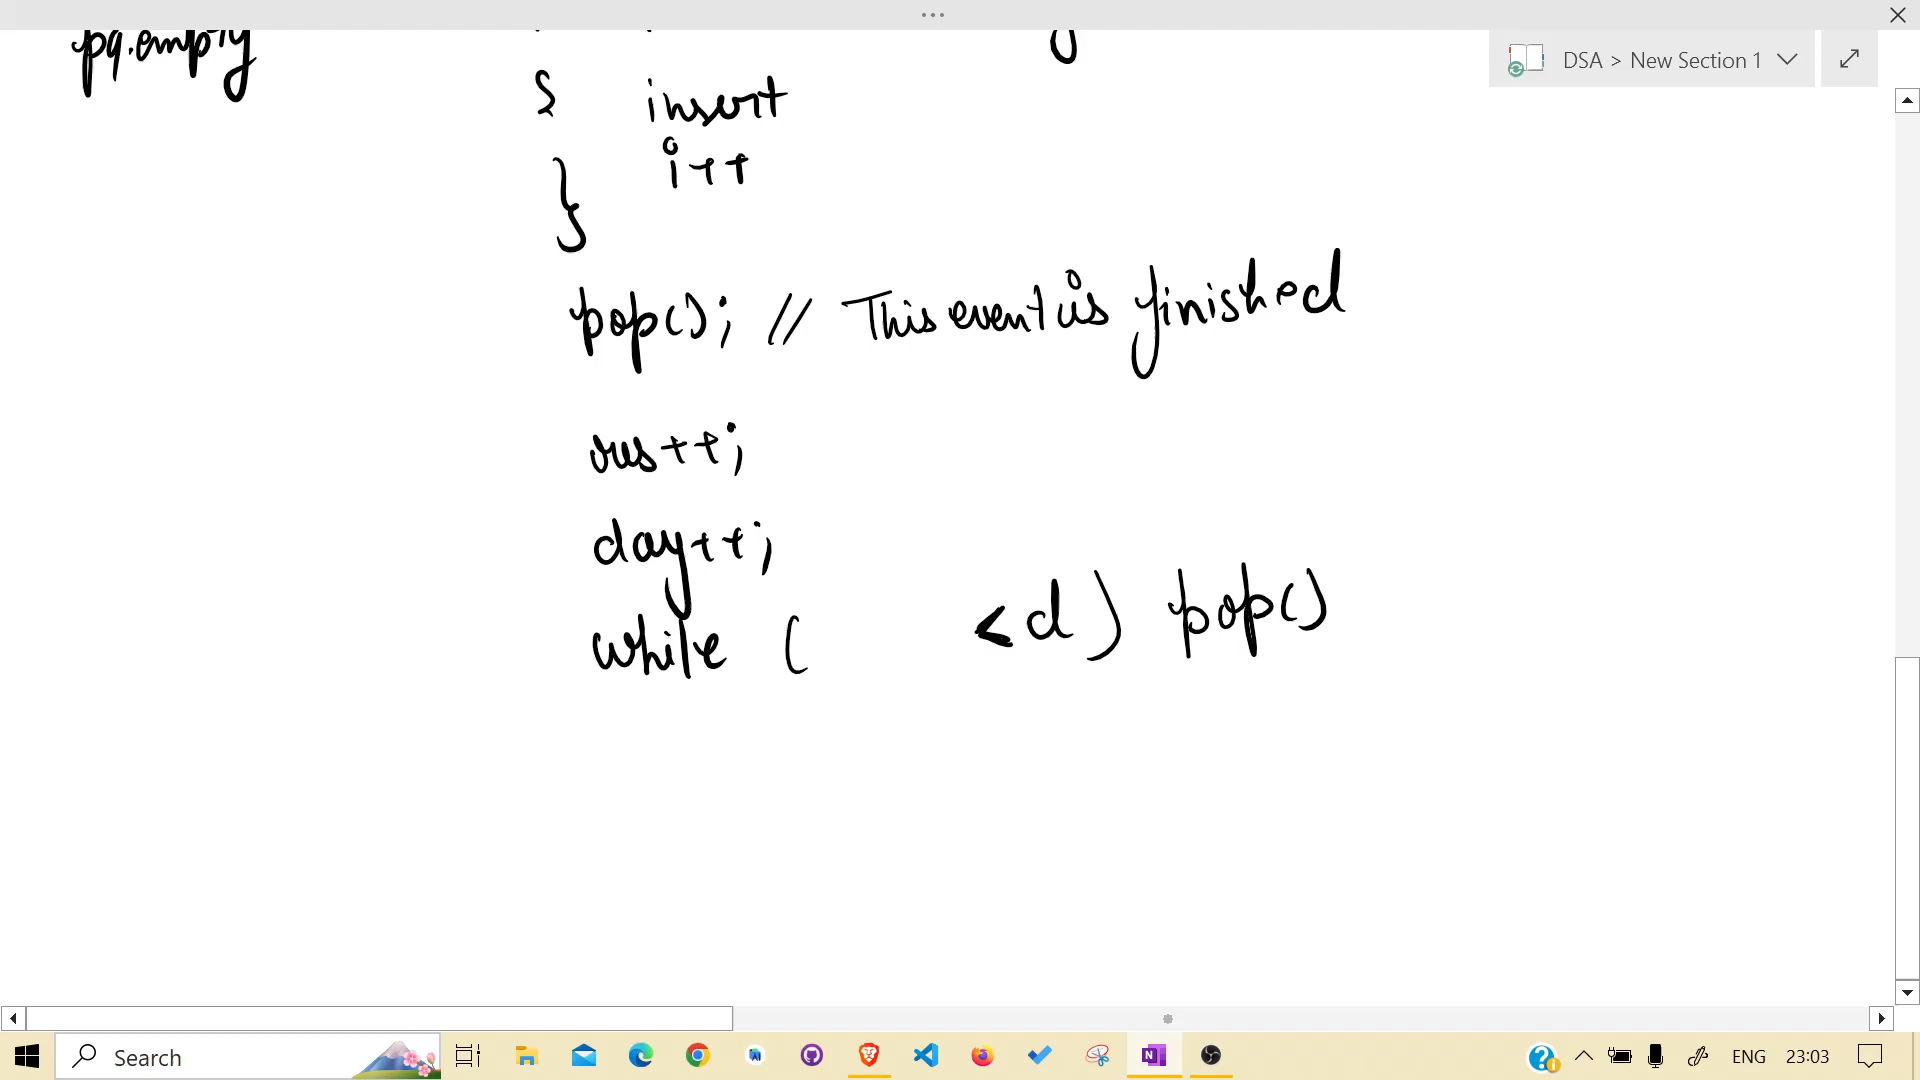 pq.empty
DSA > New Section 1
{ insert
i++
}
pop(); // This event is finished
res++;
day++;
while ( <d) pop()
Search
ENG 23:03